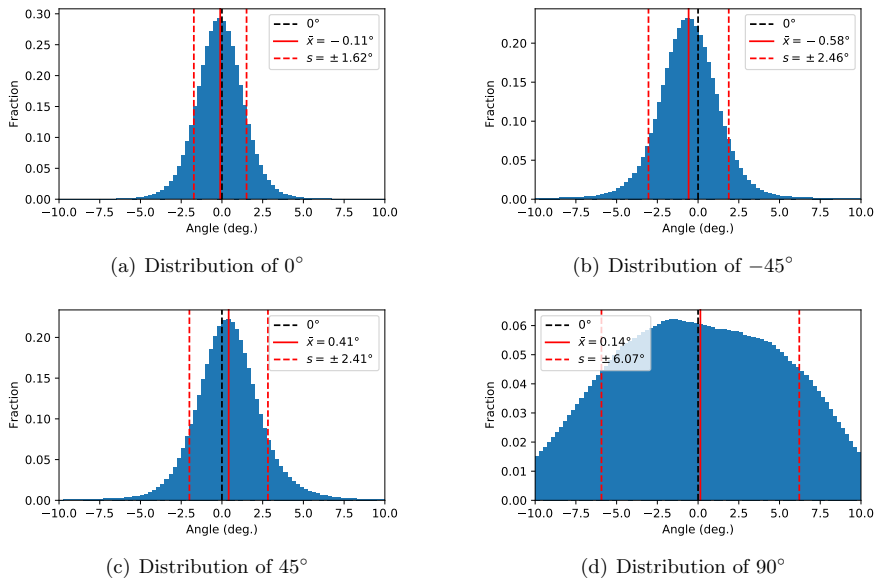 0.30
0.25
0.20
0.15
0.10
0.05
0.00
Fraction
−10.0 −7.5 −5.0 −2.5 0.0 2.5 5.0 7.5 10.0
Angle (deg.)
0°
x̄ = −0.11°
s = ±1.62°
(a) Distribution of 0°
0.20
0.15
0.10
0.05
0.00
Fraction
−10.0 −7.5 −5.0 −2.5 0.0 2.5 5.0 7.5 10.0
Angle (deg.)
0°
x̄ = −0.58°
s = ±2.46°
(b) Distribution of −45°
0.20
0.15
0.10
0.05
0.00
Fraction
−10.0 −7.5 −5.0 −2.5 0.0 2.5 5.0 7.5 10.0
Angle (deg.)
0°
x̄ = 0.41°
s = ±2.41°
(c) Distribution of 45°
0.06
0.05
0.04
0.03
0.02
0.01
0.00
Fraction
−10.0 −7.5 −5.0 −2.5 0.0 2.5 5.0 7.5 10.0
Angle (deg.)
0°
x̄ = 0.14°
s = ±6.07°
(d) Distribution of 90°